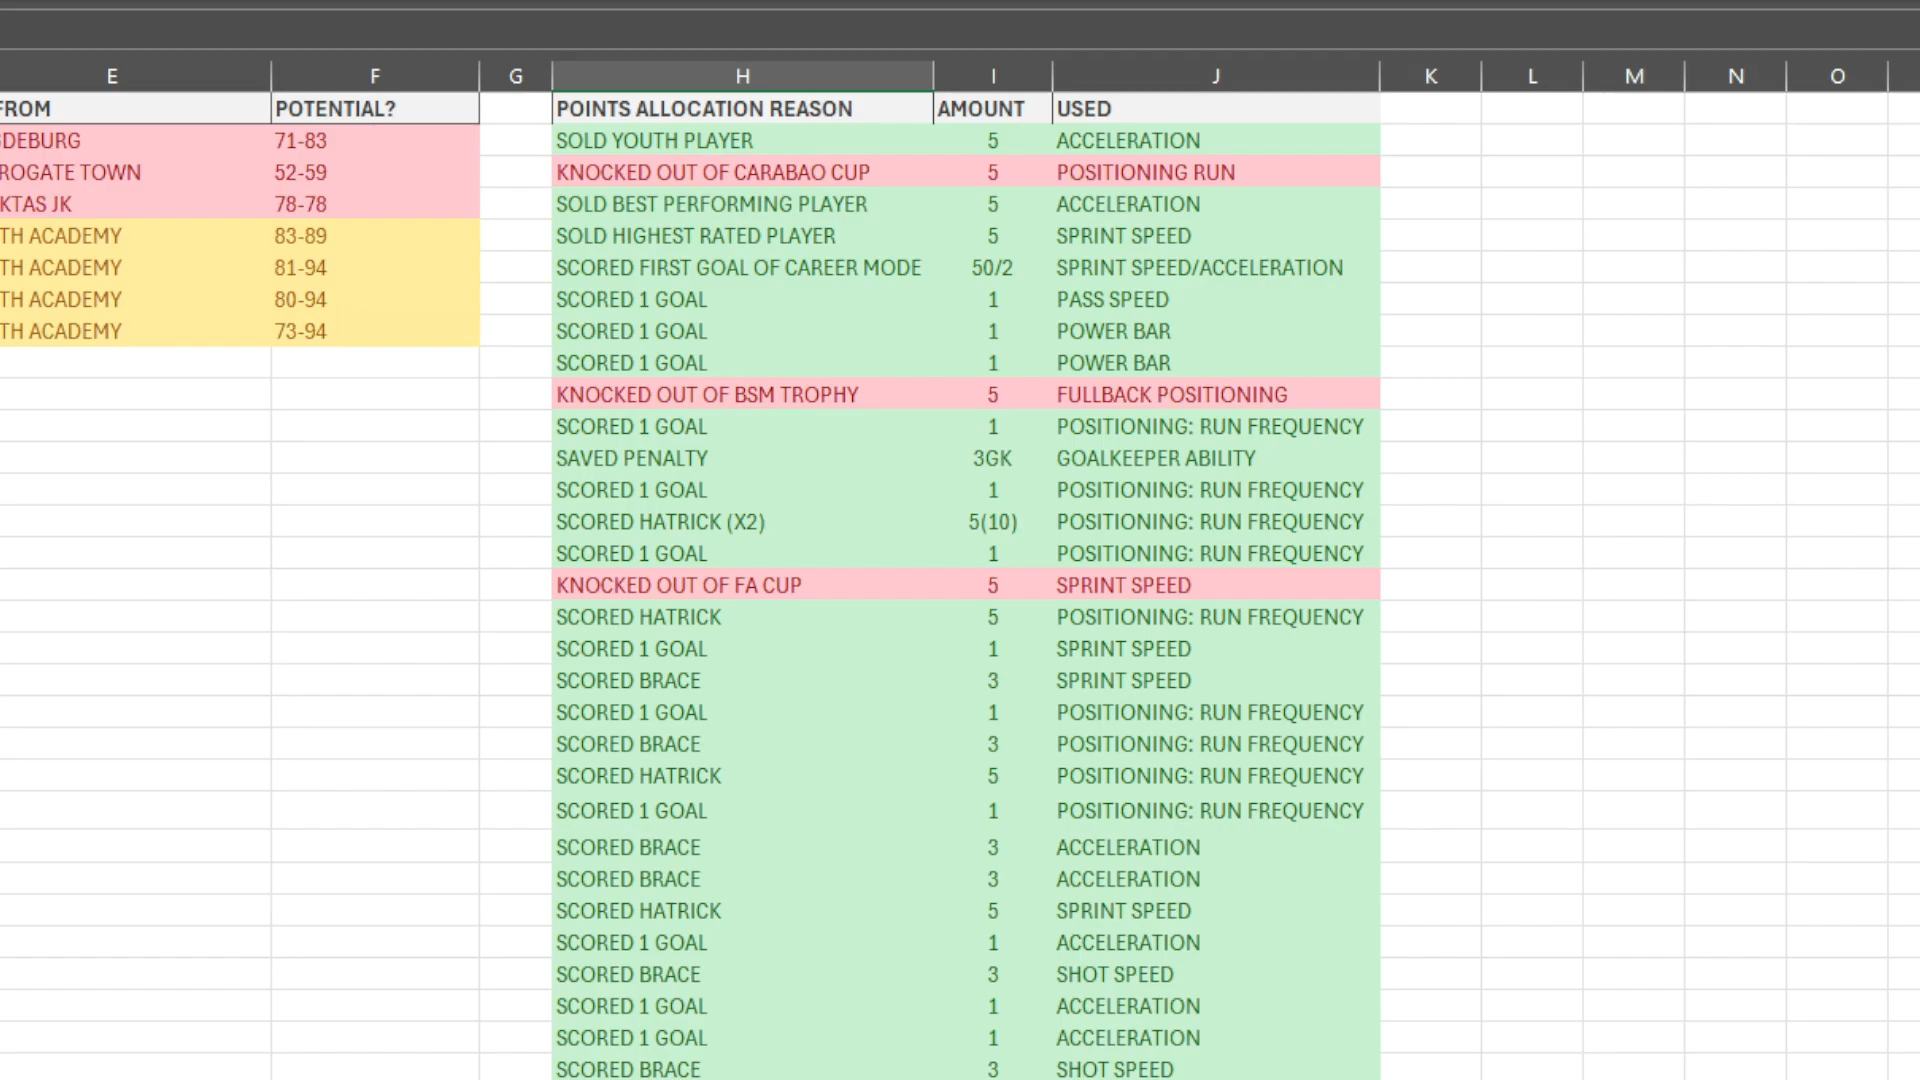 E F G H I J K L M N O
FROM POTENTIAL? POINTS ALLOCATION REASON AMOUNT USED
DEBURG 71-83 SOLD YOUTH PLAYER 5 ACCELERATION
ROGATE TOWN 52-59 KNOCKED OUT OF CARABAO CUP 5 POSITIONING RUN
KTAS JK 78-78 SOLD BEST PERFORMING PLAYER 5 ACCELERATION
TH ACADEMY 83-89 SOLD HIGHEST RATED PLAYER 5 SPRINT SPEED
TH ACADEMY 81-94 SCORED FIRST GOAL OF CAREER MODE 50/2 SPRINT SPEED/ACCELERATION
TH ACADEMY 80-94 SCORED 1 GOAL 1 PASS SPEED
TH ACADEMY 73-94 SCORED 1 GOAL 1 POWER BAR
SCORED 1 GOAL 1 POWER BAR
KNOCKED OUT OF BSM TROPHY 5 FULLBACK POSITIONING
SCORED 1 GOAL 1 POSITIONING: RUN FREQUENCY
SAVED PENALTY 3GK GOALKEEPER ABILITY
SCORED 1 GOAL 1 POSITIONING: RUN FREQUENCY
SCORED HATRICK (X2) 5(10) POSITIONING: RUN FREQUENCY
SCORED 1 GOAL 1 POSITIONING: RUN FREQUENCY
KNOCKED OUT OF FA CUP 5 SPRINT SPEED
SCORED HATRICK 5 POSITIONING: RUN FREQUENCY
SCORED 1 GOAL 1 SPRINT SPEED
SCORED BRACE 3 SPRINT SPEED
SCORED 1 GOAL 1 POSITIONING: RUN FREQUENCY
SCORED BRACE 3 POSITIONING: RUN FREQUENCY
SCORED HATRICK 5 POSITIONING: RUN FREQUENCY
SCORED 1 GOAL 1 POSITIONING: RUN FREQUENCY
SCORED BRACE 3 ACCELERATION
SCORED BRACE 3 ACCELERATION
SCORED HATRICK 5 SPRINT SPEED
SCORED 1 GOAL 1 ACCELERATION
SCORED BRACE 3 SHOT SPEED
SCORED 1 GOAL 1 ACCELERATION
SCORED 1 GOAL 1 ACCELERATION
SCORED BRACE 3 SHOT SPEED